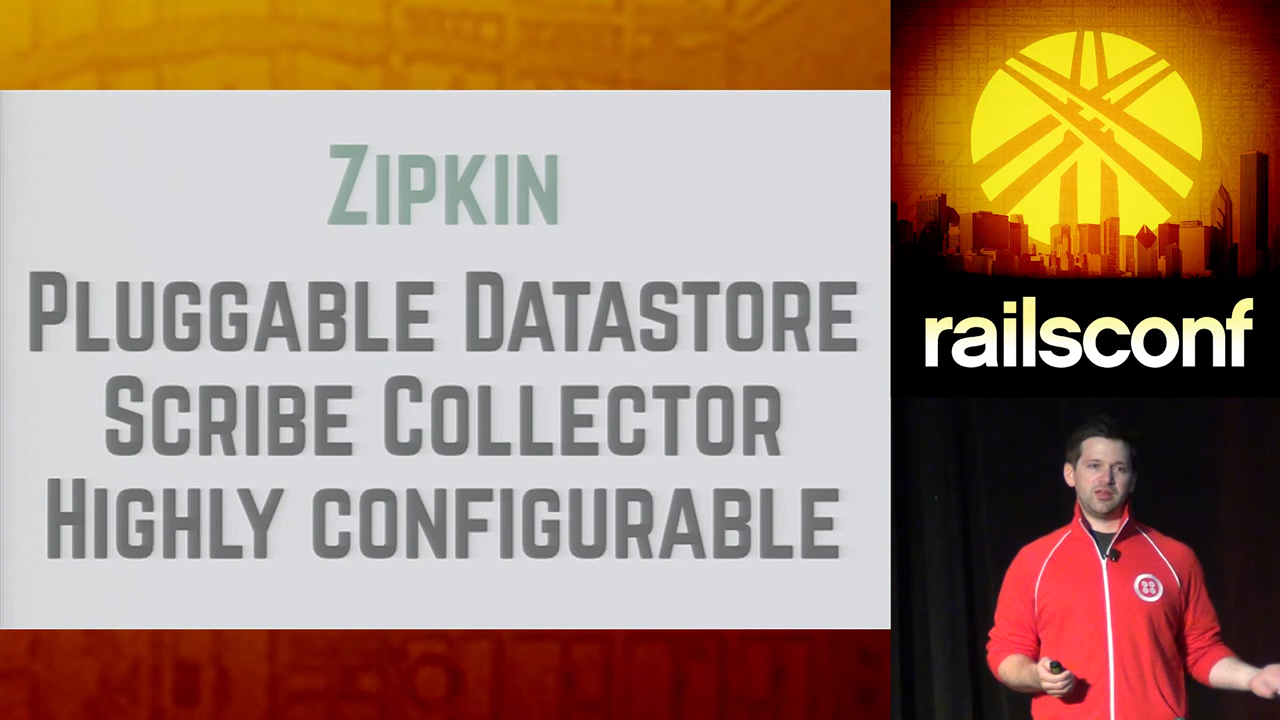 Zipkin
Pluggable Datastore
Scribe Collector
Highly configurable
railsconf